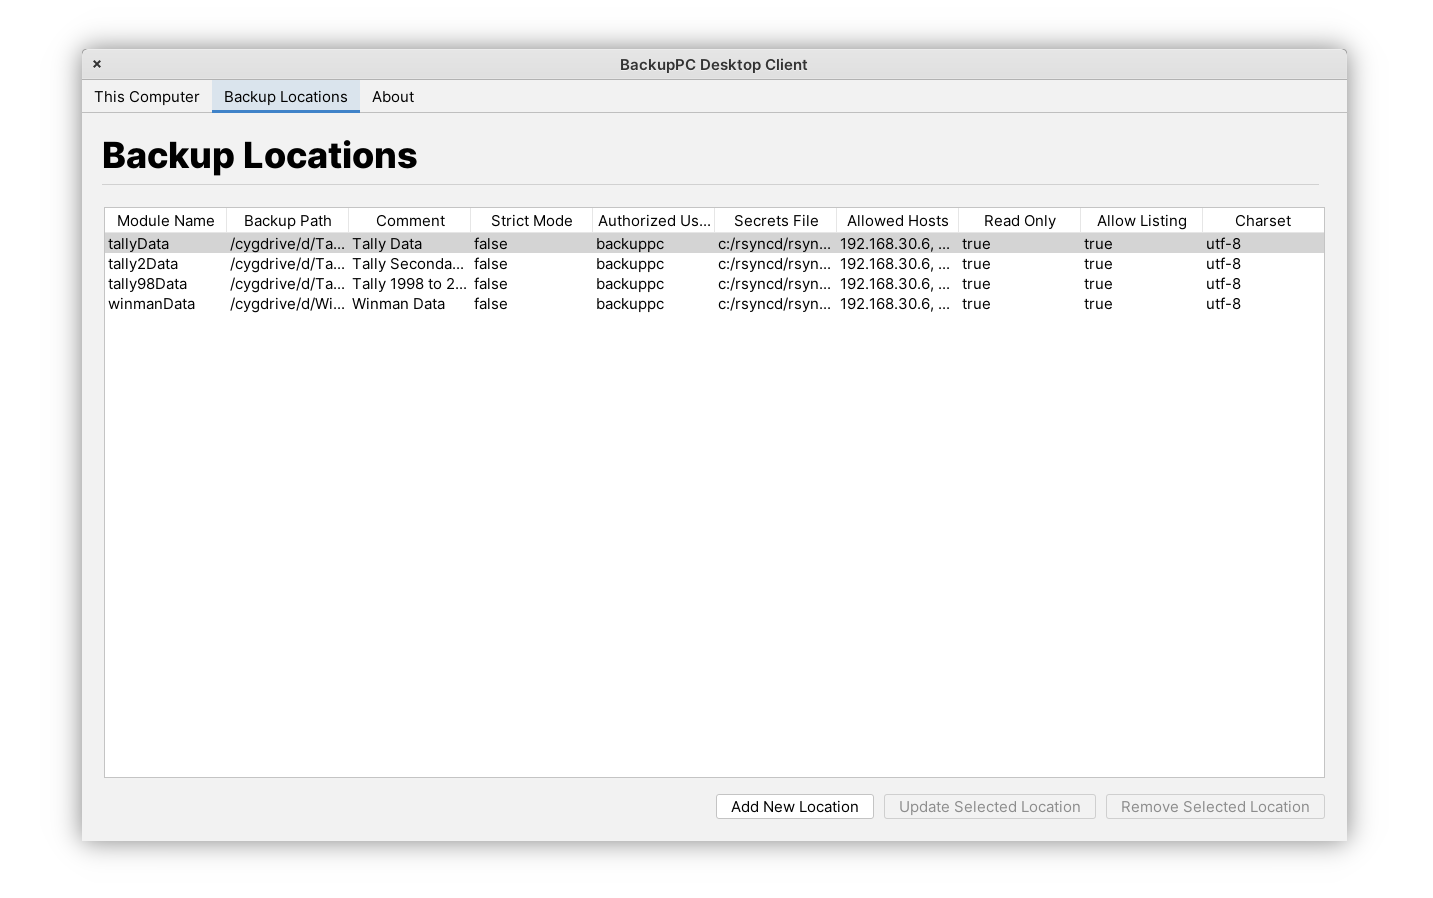 × BackupPC Desktop Client
This Computer Backup Locations About
Backup Locations
Module Name Backup Path Comment Strict Mode Authorized Us... Secrets File Allowed Hosts Read Only Allow Listing Charset
tallyData /cygdrive/d/Ta... Tally Data false backuppc c:/rsyncd/rsyn... 192.168.30.6, ... true true utf-8
tally2Data /cygdrive/d/Ta... Tally Seconda... false backuppc c:/rsyncd/rsyn... 192.168.30.6, ... true true utf-8
tally98Data /cygdrive/d/Ta... Tally 1998 to 2... false backuppc c:/rsyncd/rsyn... 192.168.30.6, ... true true utf-8
winmanData /cygdrive/d/Wi... Winman Data false backuppc c:/rsyncd/rsyn... 192.168.30.6, ... true true utf-8
Add New Location Update Selected Location Remove Selected Location